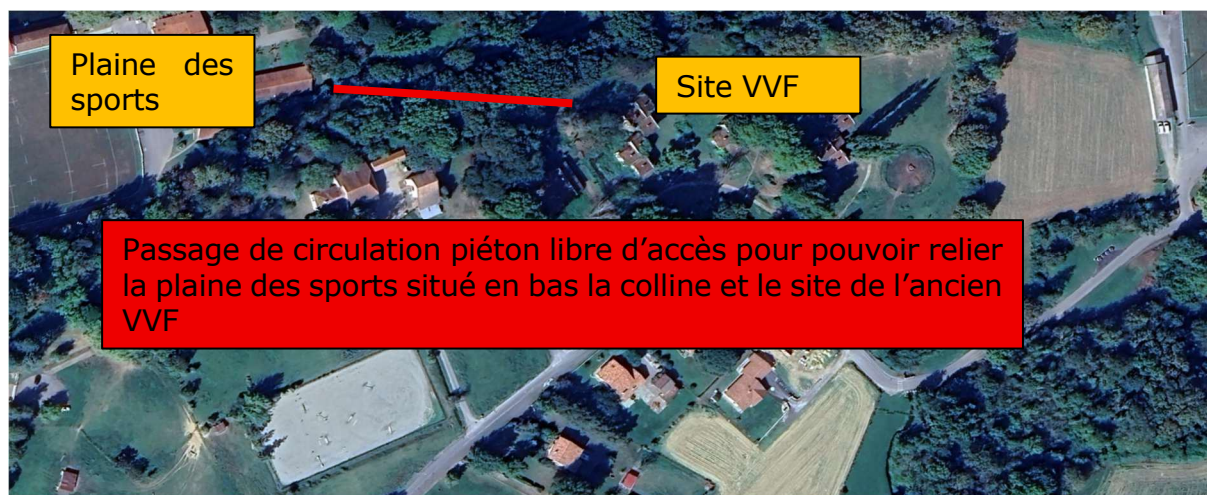 Plaine des
sports
Site VVF
Passage de circulation piéton libre d’accès pour pouvoir relier
la plaine des sports situé en bas la colline et le site de l’ancien
VVF